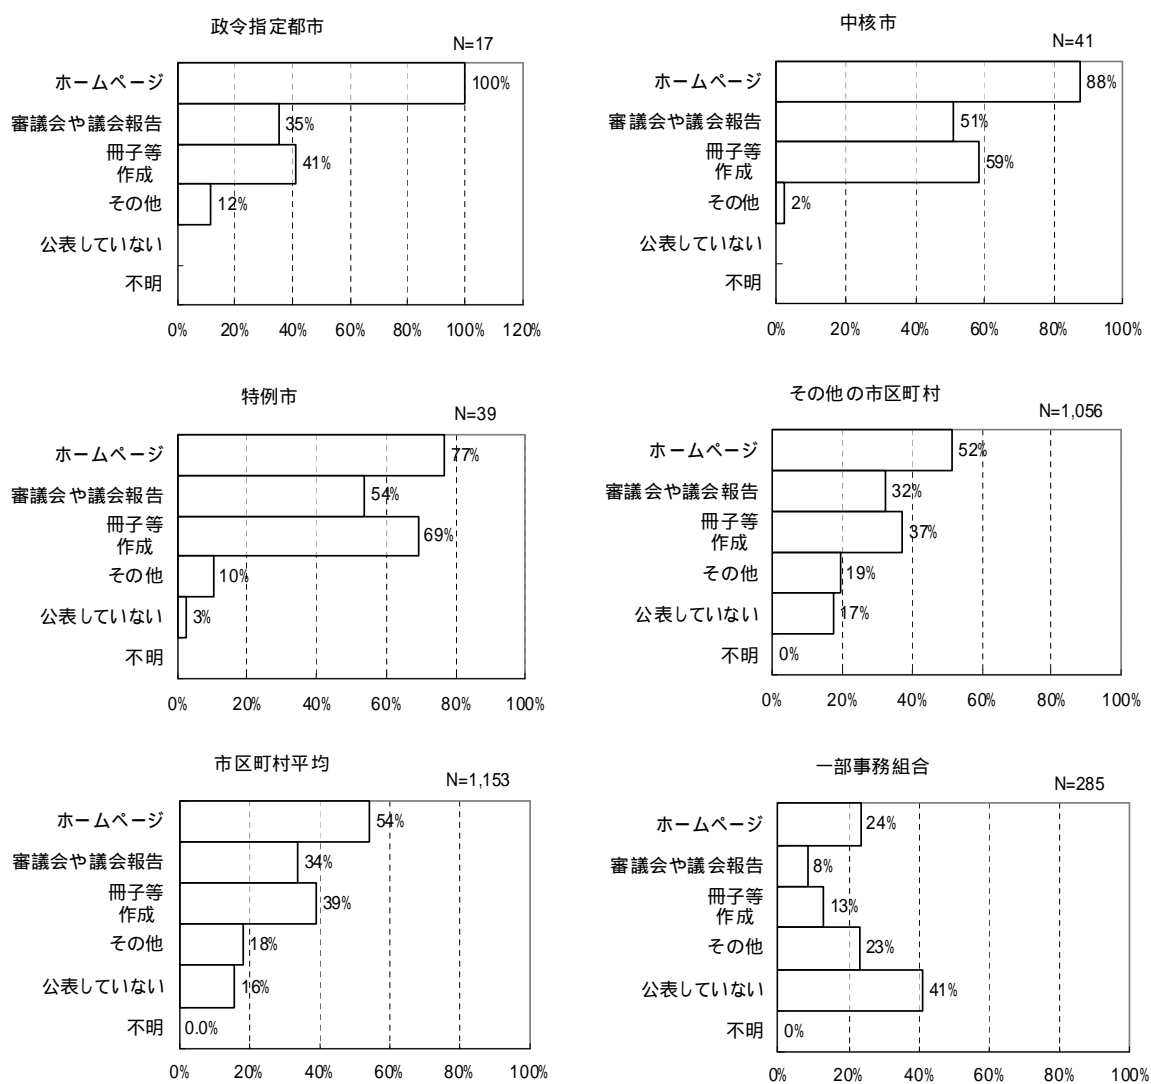 政令指定都市
N=17
ホームページ
100%
審議会や議会報告
35%
冊子等
作成
41%
その他
12%
公表していない
不明
0% 20% 40% 60% 80% 100% 120%
中核市
N=41
ホームページ
88%
審議会や議会報告
51%
冊子等
作成
59%
その他
2%
公表していない
不明
0% 20% 40% 60% 80% 100%
特例市
N=39
ホームページ
77%
審議会や議会報告
54%
冊子等
作成
69%
その他
10%
公表していない
3%
不明
0% 20% 40% 60% 80% 100%
その他の市区町村
N=1,056
ホームページ
52%
審議会や議会報告
32%
冊子等
作成
37%
その他
19%
公表していない
17%
不明
0%
0% 20% 40% 60% 80% 100%
市区町村平均
N=1,153
ホームページ
54%
審議会や議会報告
34%
冊子等
作成
39%
その他
18%
公表していない
16%
不明
0.0%
0% 20% 40% 60% 80% 100%
一部事務組合
N=285
ホームページ
24%
審議会や議会報告
8%
冊子等
作成
13%
その他
23%
公表していない
41%
不明
0%
0% 20% 40% 60% 80% 100%